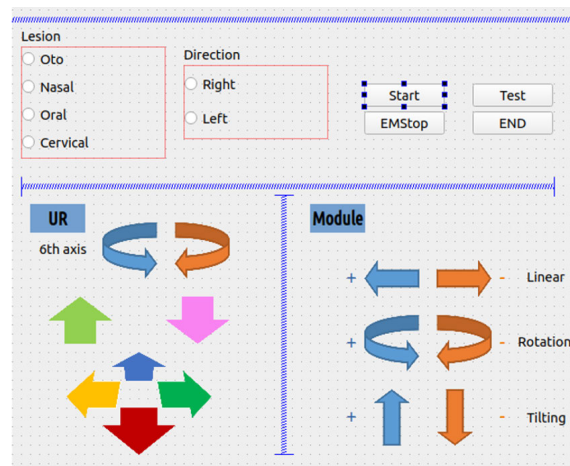 Lesion
Oto
Nasal
Oral
Cervical
Direction
Right
Left
Start
Test
EMStop
END
UR
6th axis
Module
+ - Linear
+ - Rotation
+ - Tilting